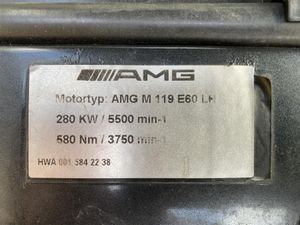 AMG
Motortyp: AMG M 119 E60 LH
280 KW / 5500 min-1
580 Nm / 3750 min-1
HWA 001 584 22 38